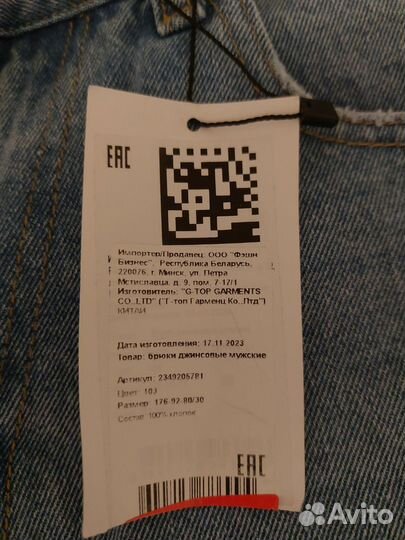 EAC
Импортер/Продавец: ООО "Фэшн
Бизнес", Республика Беларусь,
220076, г. Минск, ул. Петра
Мстиславца, д. 9, пом. 7-17/1
Изготовитель: "G-TOP GARMENTS
CO.,LTD" ("Г-топ Гарменц Ко.,Лтд")
КИТАЙ
Дата изготовления: 17.11.2023
Товар: брюки джинсовые мужские
Артикул: 2349205781
Цвет: 103
Размер: 176-92-80/30
Состав: 100% хлопок
EAC
Avito